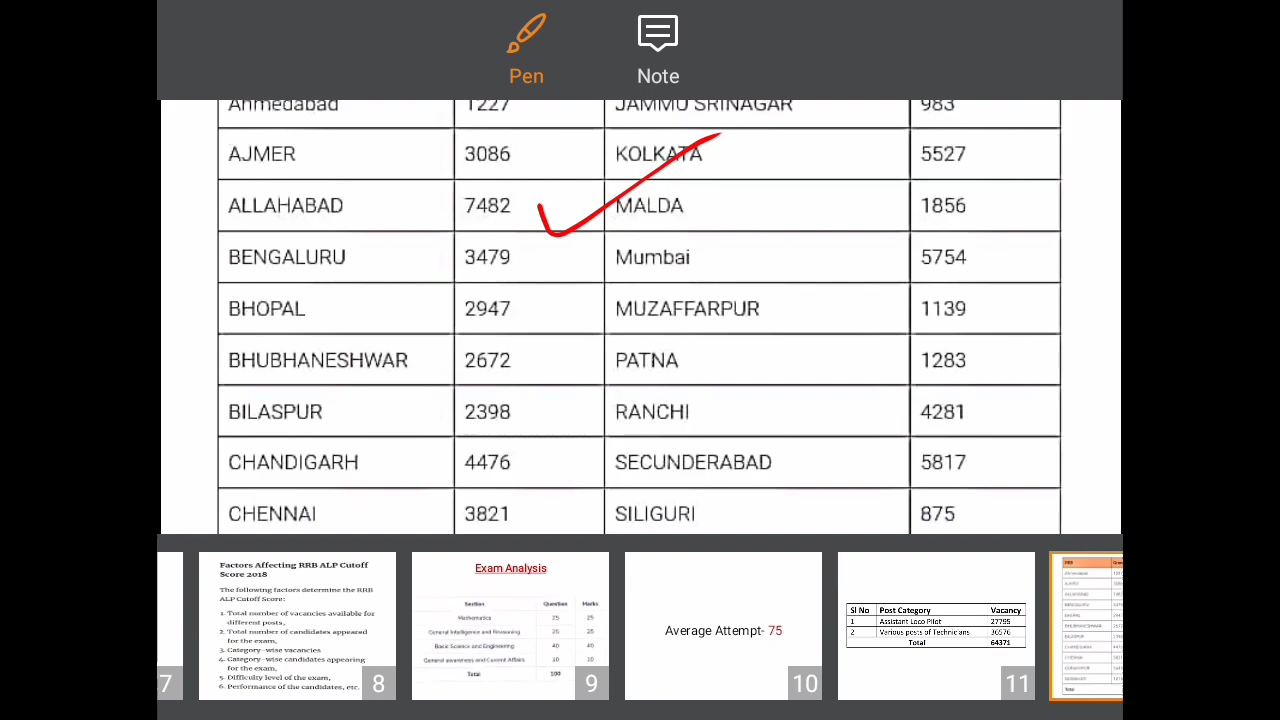 Pen Note
Ahmedabad 1227 JAMMU SRINAGAR 983
AJMER 3086 KOLKATA 5527
ALLAHABAD 7482 MALDA 1856
BENGALURU 3479 Mumbai 5754
BHOPAL 2947 MUZAFFARPUR 1139
BHUBHANESHWAR 2672 PATNA 1283
BILASPUR 2398 RANCHI 4281
CHANDIGARH 4476 SECUNDERABAD 5817
CHENNAI 3821 SILIGURI 875
7
Factors Affecting RRB ALP Cutoff
Score 2018
The following factors determine the RRB
ALP Cutoff Score:
1. Total number of vacancies available for
different posts,
2. Total number of candidates appeared
for the exam,
3. Category-wise vacancies
4. Category-wise candidates appearing
for the exam,
5. Difficulty level of the exam,
6. Performance of the candidates, etc.
8
Exam Analysis
Section Question Marks
Mathematics 25 25
General Intelligence and Reasoning 25 25
Basic Science and Engineering 40 40
General awareness and Current Affairs 10 10
Total 100
9
Average Attempt- 75
10
Sl No Post Category Vacancy
1 Assistant Loco Pilot 27795
2 Various posts of Technicians 36576
Total 64371
11